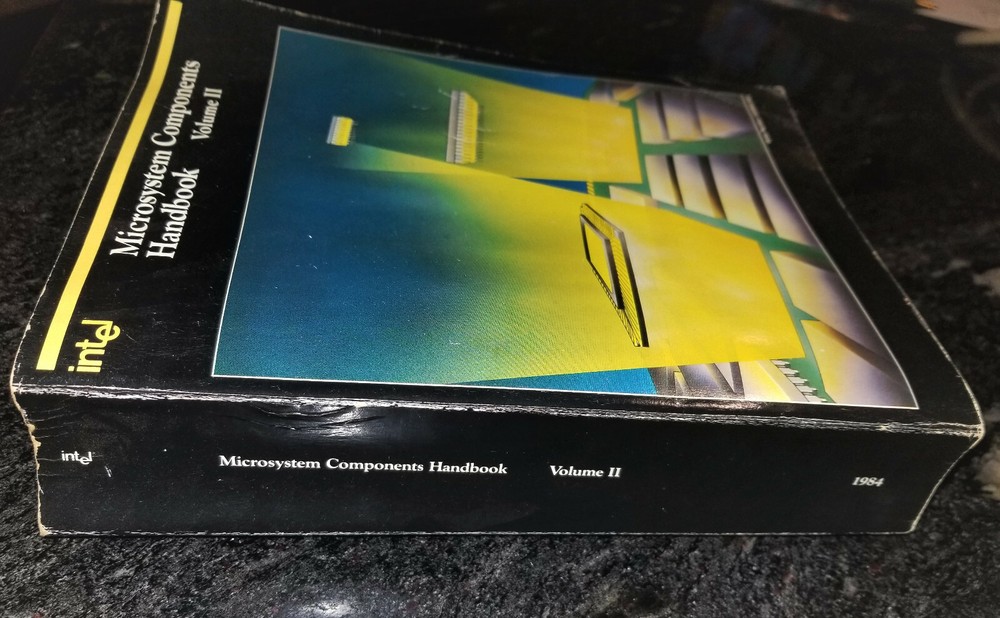 Microsystem Components
Handbook Volume II
intel
intel Microsystem Components Handbook Volume II 1984